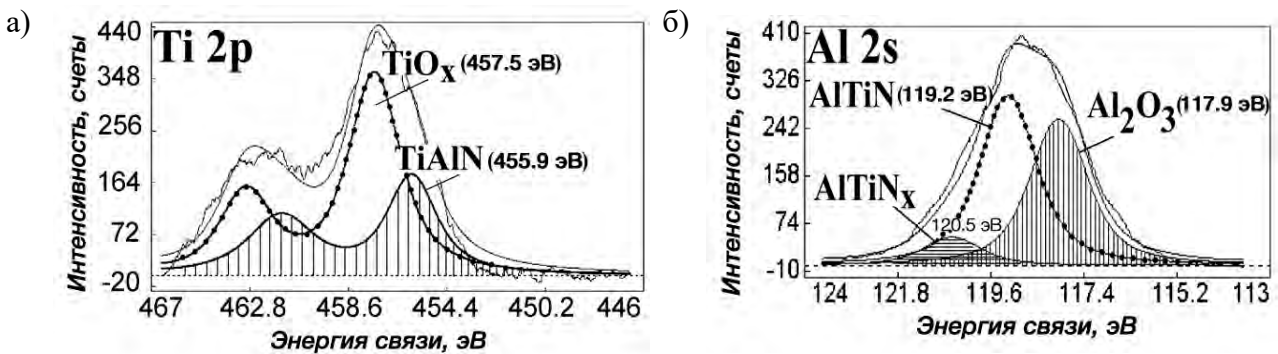 а)
Ti 2p
TiOx (457.5 эВ)
TiAlN (455.9 эВ)
Интенсивность, счеты
440
348
256
164
72
-20
467 462.8 458.6 454.4 450.2 446
Энергия связи, эВ
б)
Al 2s
AlTiN (119.2 эВ)
Al2O3 (117.9 эВ)
AlTiNx
120.5 эВ
Интенсивность, счеты
410
326
242
158
74
-10
124 121.8 119.6 117.4 115.2 113
Энергия связи, эВ